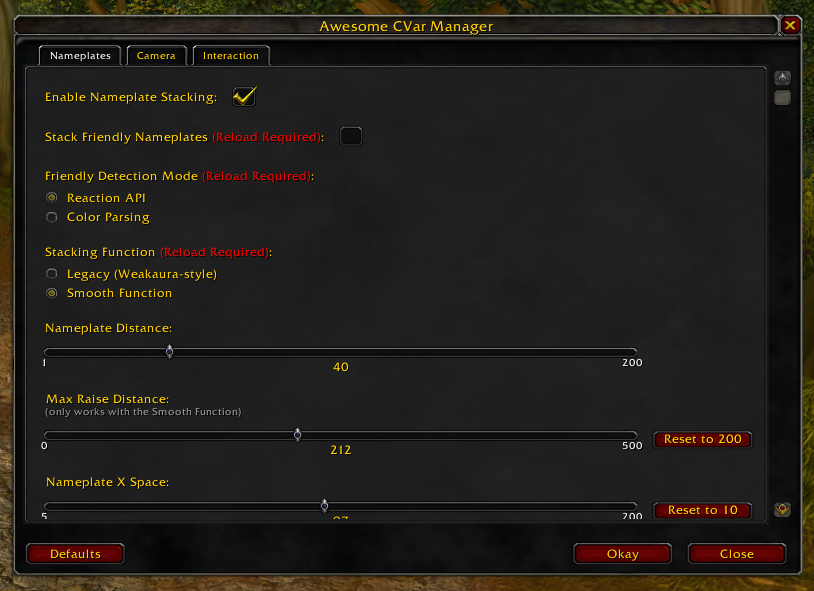 Awesome CVar Manager
Nameplates Camera Interaction
Enable Nameplate Stacking:
Stack Friendly Nameplates (Reload Required):
Friendly Detection Mode (Reload Required):
Reaction API
Color Parsing
Stacking Function (Reload Required):
Legacy (Weakaura-style)
Smooth Function
Nameplate Distance:
1 40 200
Max Raise Distance:
(only works with the Smooth Function)
0 212 500 Reset to 200
Nameplate X Space:
5 200 Reset to 10
Defaults Okay Close